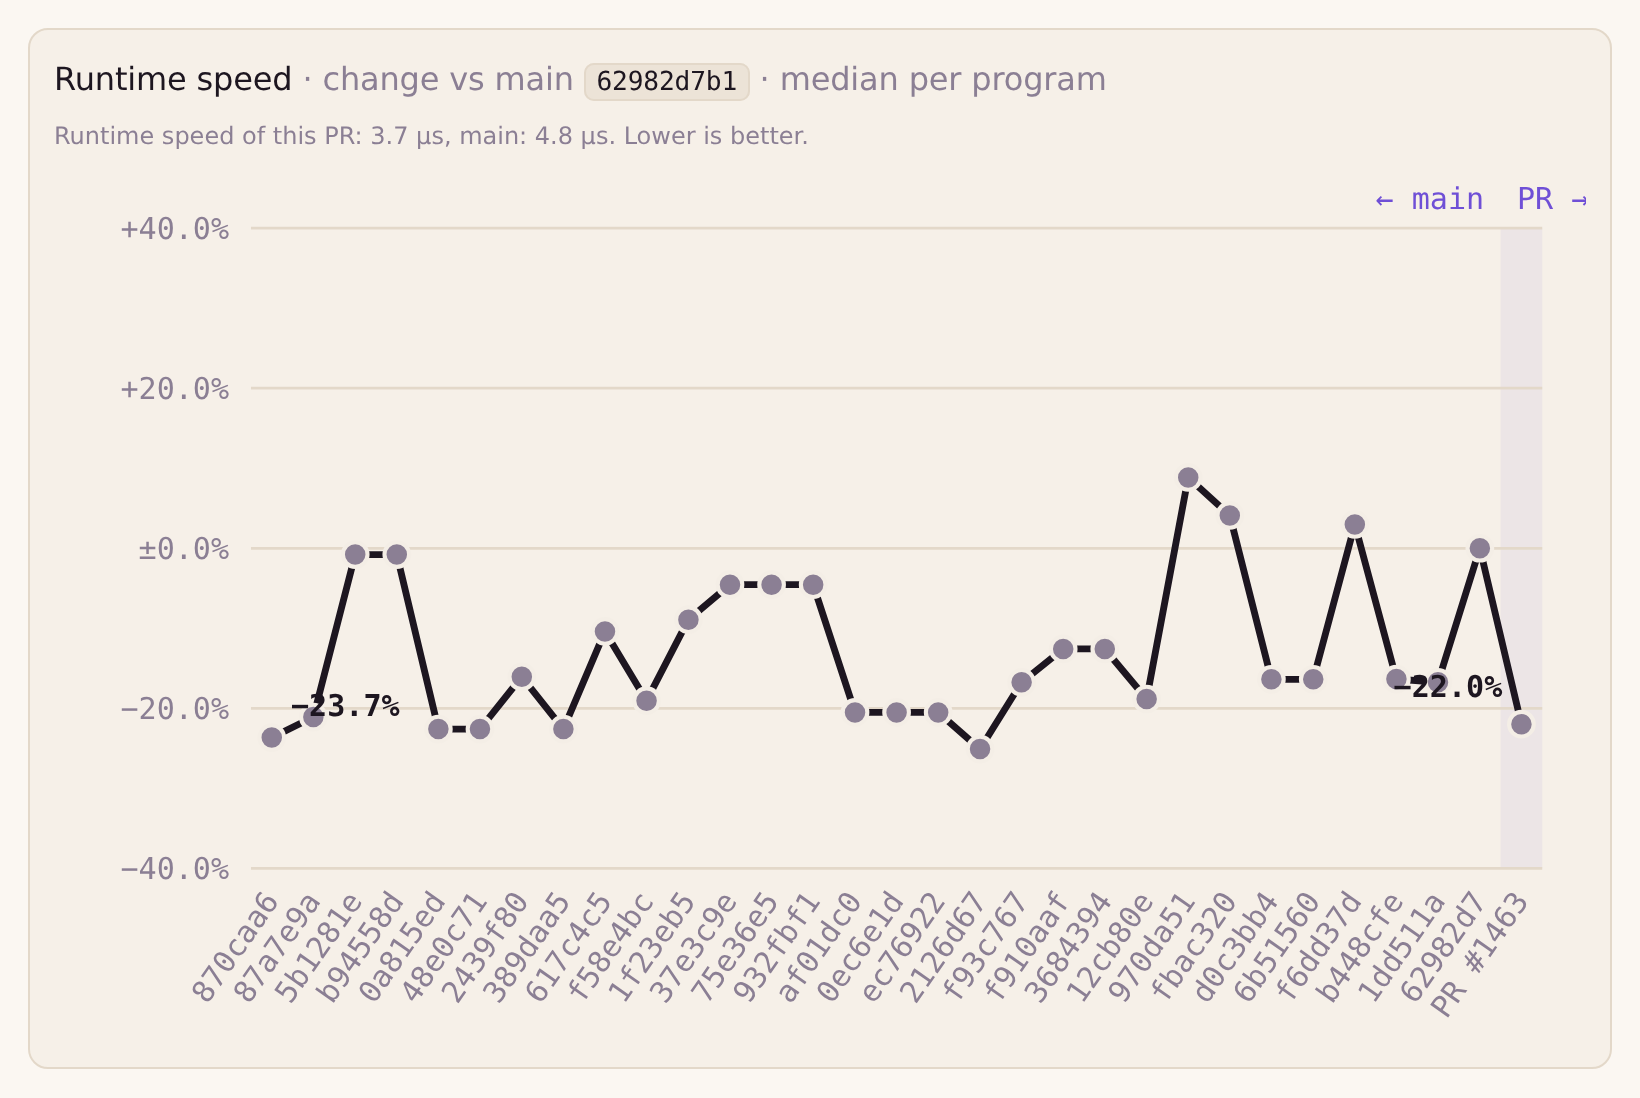 Runtime speed · change vs main 62982d7b1 · median per program
Runtime speed of this PR: 3.7 µs, main: 4.8 µs. Lower is better.
← main PR →
+40.0%
+20.0%
±0.0%
−20.0%
−40.0%
−23.7%
−22.0%
870caa6
87a7e9a
5b1281e
b94558d
0a815ed
48e0c71
2439f80
389daa5
617c4c5
f58e4bc
1f23eb5
37e3c9e
75e36e5
932fbf1
af01dc0
0ec6e1d
ec76922
2126d67
f93c767
f910aaf
3684394
12cb80e
970da51
fbac320
d0c3bb4
6b51560
f6dd37d
b448cfe
1dd511a
62982d7
PR #1463